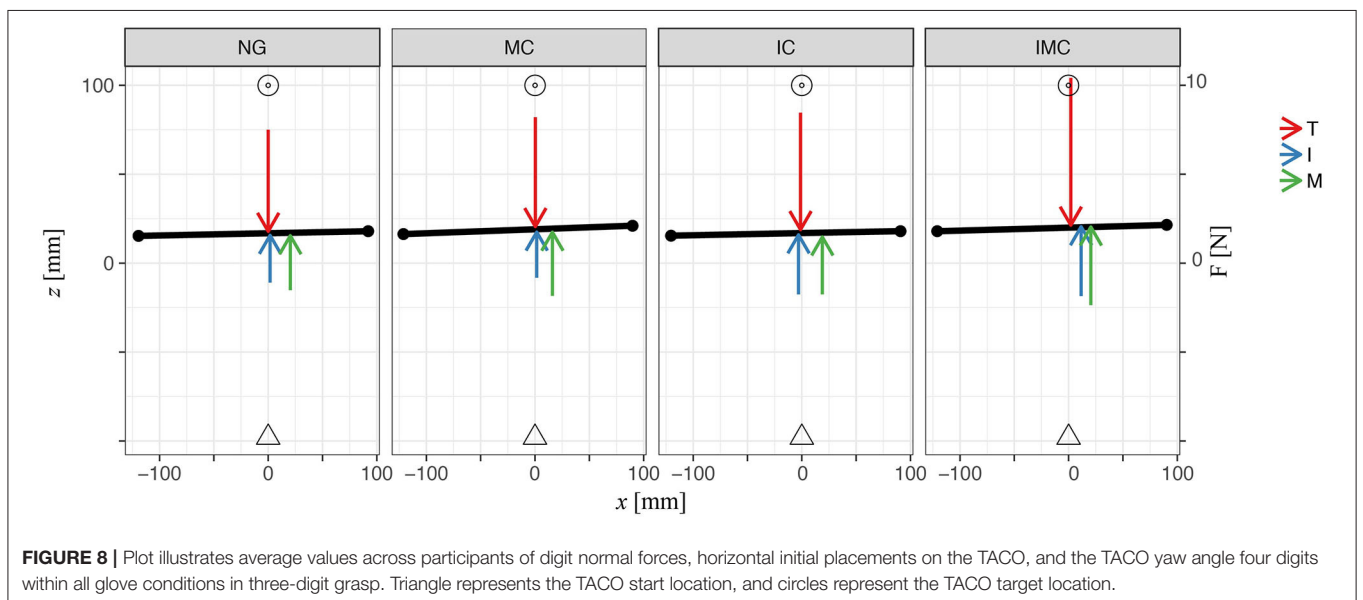 NG MC IC IMC
100 10
T
I
M
z [mm] 0 0 F [N]
−100 0 100 −100 0 100 −100 0 100 −100 0 100
x [mm]
FIGURE 8 | Plot illustrates average values across participants of digit normal forces, horizontal initial placements on the TACO, and the TACO yaw angle four digits
within all glove conditions in three-digit grasp. Triangle represents the TACO start location, and circles represent the TACO target location.